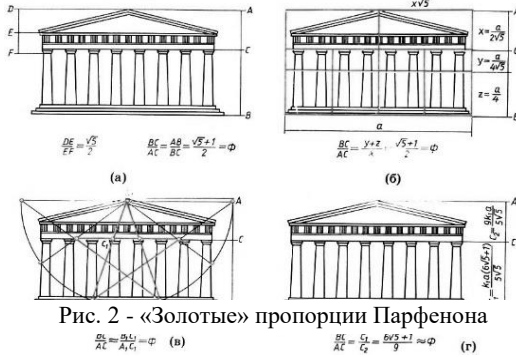 D
E
F
A
C
B
DE/EF = √5/2
BC/AC = AB/BC = (√5+1)/2 = Ф
(а)
x√5
x = a/(2√5)
y = a/(4√5)
z = a/4
a
BC/AC
y+z
√5+1
2
= Ф
(б)
A
C
C₁
A
C
Рис. 2 - «Золотые» пропорции Парфенона
= Ф
(в)
BC/AC = C₁/C₂ = (6√5+1)/9 ≈ Ф
(г)